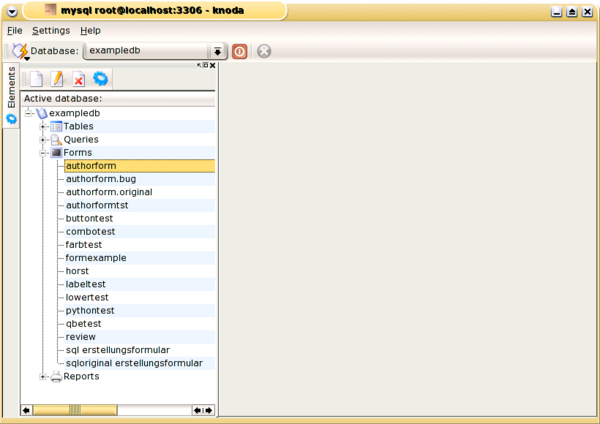 mysql root@localhost:3306 - knoda
File Settings Help
Database: exampledb
Elements
Active database:
exampledb
Tables
Queries
Forms
authorform
authorform.bug
authorform.original
authorformtst
buttontest
combotest
farbtest
formexample
horst
labeltest
lowertest
pythontest
qbetest
review
sql erstellungsformular
sqloriginal erstellungsformular
Reports